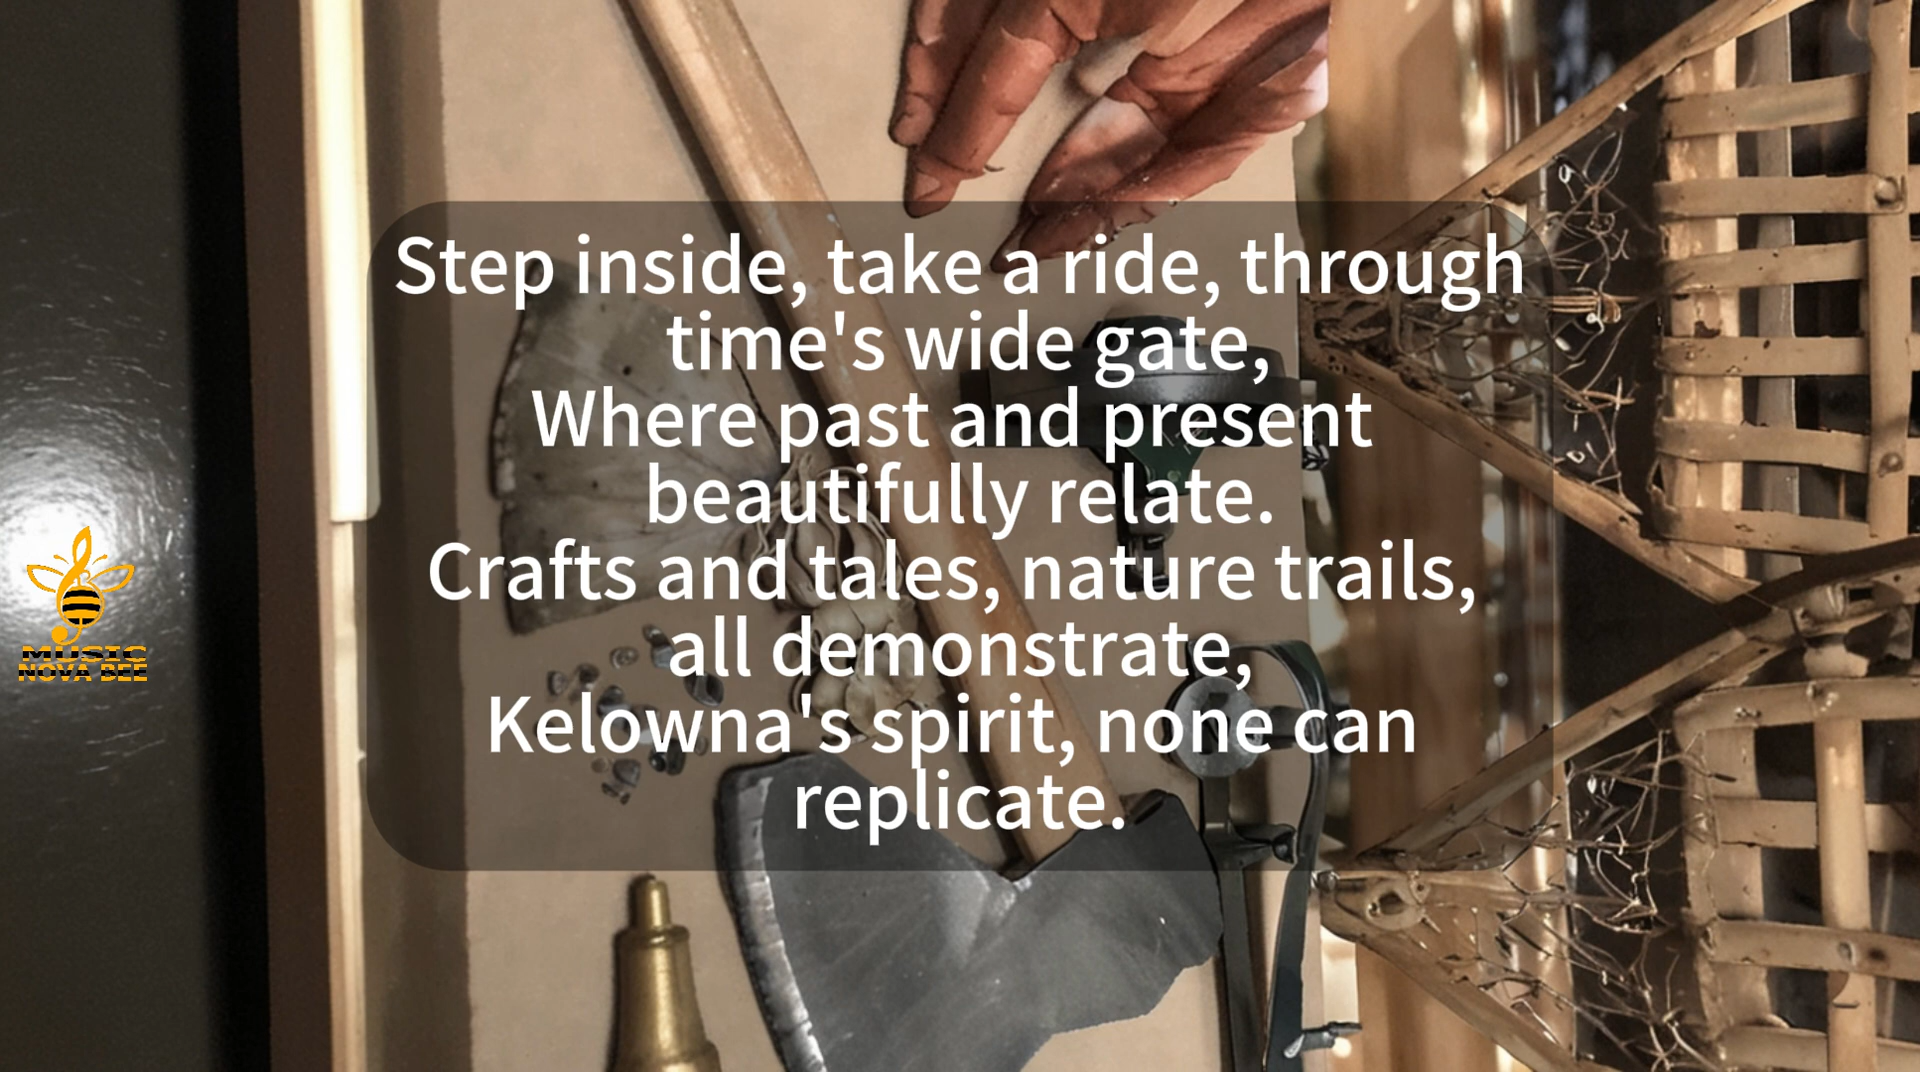 Step inside, take a ride, through
time's wide gate,
Where past and present
beautifully relate.
Crafts and tales, nature trails,
all demonstrate,
Kelowna's spirit, none can
replicate.
MUSIC
NOVA BEE